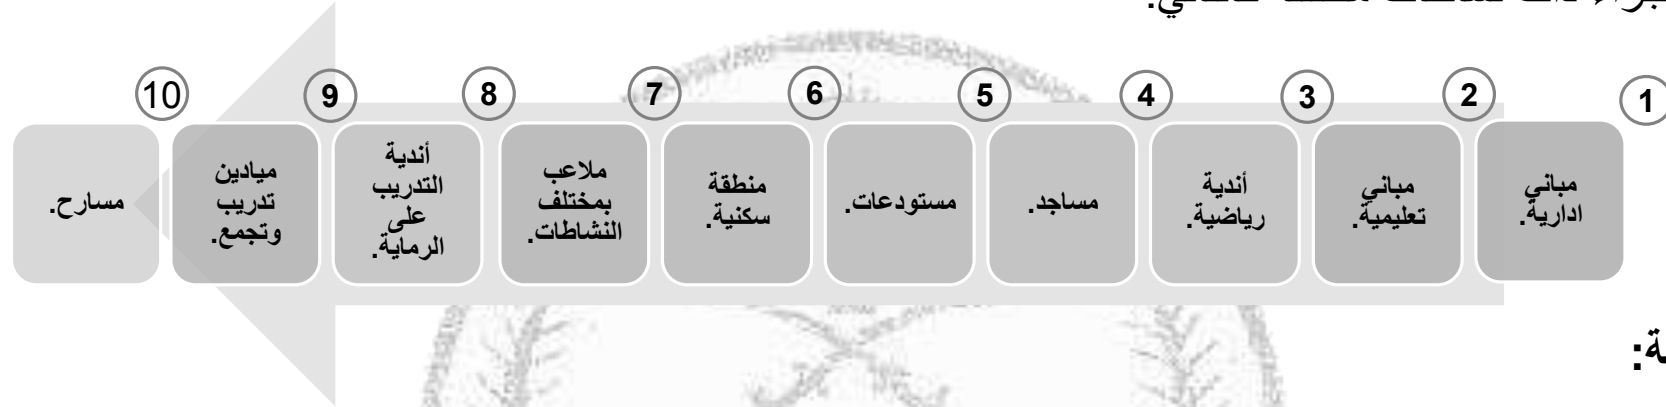 1
مباني
ادارية.
2
مباني
تعليمية.
3
أندية
رياضية.
4
مساجد.
5
مستودعات.
6
منطقة
سكنية.
7
ملاعب
بمختلف
النشاطات.
8
أندية
التدريب
على
الرماية.
9
ميادين
تدريب
وتجمع.
10
مسارح.